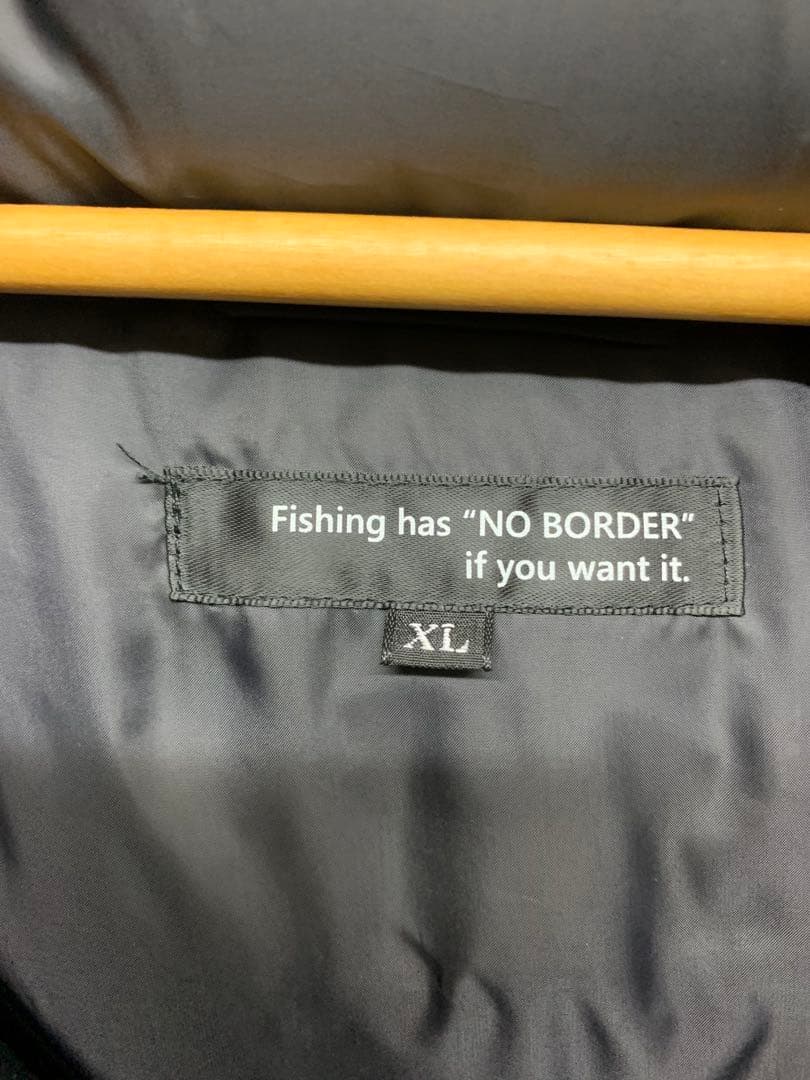 Fishing has “NO BORDER”
if you want it.
XL